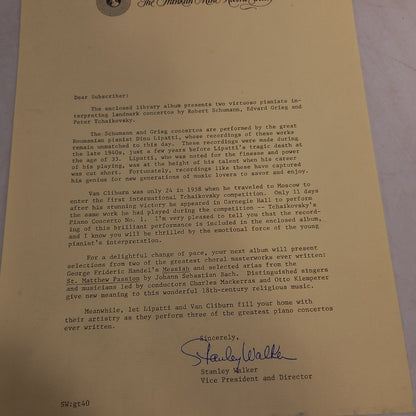 The Franklin Mint Record Society
Dear Subscriber:
The enclosed library album presents two virtuoso pianists in-
terpreting landmark concertos by Robert Schumann, Edvard Grieg and
Peter Tchaikovsky.
The Schumann and Grieg concertos are performed by the great
Roumanian pianist Dinu Lipatti, whose recordings of these works
remain unmatched to this day. These recordings were made during
the late 1940s, just a few years before Lipatti's tragic death at
the age of 33. Lipatti, who was noted for the finesse and power
of his playing, was at the height of his talent when his career
was cut short. Fortunately, recordings like these have captured
his genius for new generations of music lovers to savor and enjoy.
Van Cliburn was only 24 in 1958 when he traveled to Moscow to
enter the first International Tchaikovsky competition. Only 11 days
after his stunning victory he appeared in Carnegie Hall to perform
the same work he had played during the competition -- Tchaikovsky's
Piano Concerto No. 1. I'm very pleased to tell you that the record-
ing of this brilliant performance is included in the enclosed album,
and I know you will be thrilled by the emotional force of the young
pianist's interpretation.
For a delightful change of pace, your next album will present
selections from two of the greatest choral masterworks ever written:
George Frideric Handel's Messiah and selected arias from the
St. Matthew Passion by Johann Sebastian Bach. Distinguished singers
and musicians led by conductors Charles Mackerras and Otto Klemperer
give new meaning to this wonderful 18th-century religious music.
Meanwhile, let Lipatti and Van Cliburn fill your home with
their artistry as they perform three of the greatest piano concertos
ever written.
Sincerely,
Stanley Walker
Stanley Walker
Vice President and Director
SW:gr40